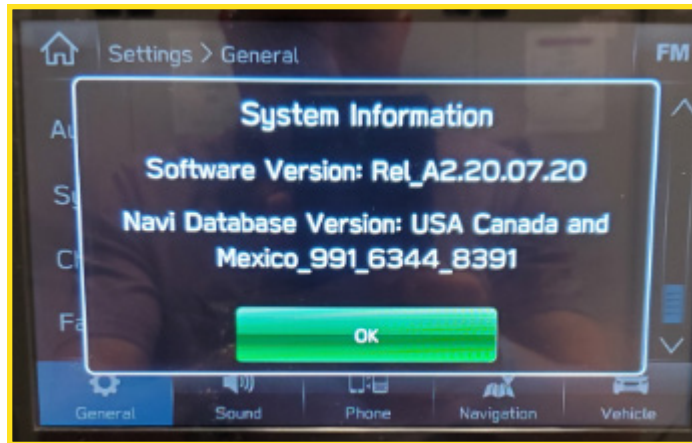 Settings > General
FM
System Information
Software Version: Rel_A2.20.07.20
Navi Database Version: USA Canada and
Mexico_991_6344_8391
OK
General
Sound
Phone
Navigation
Vehicle